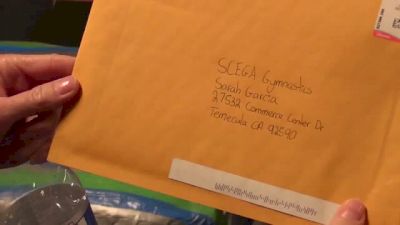 SCEGA Gymnastics
Sarah Garcia
27532 Commerce Center Dr
Temecula CA 92590